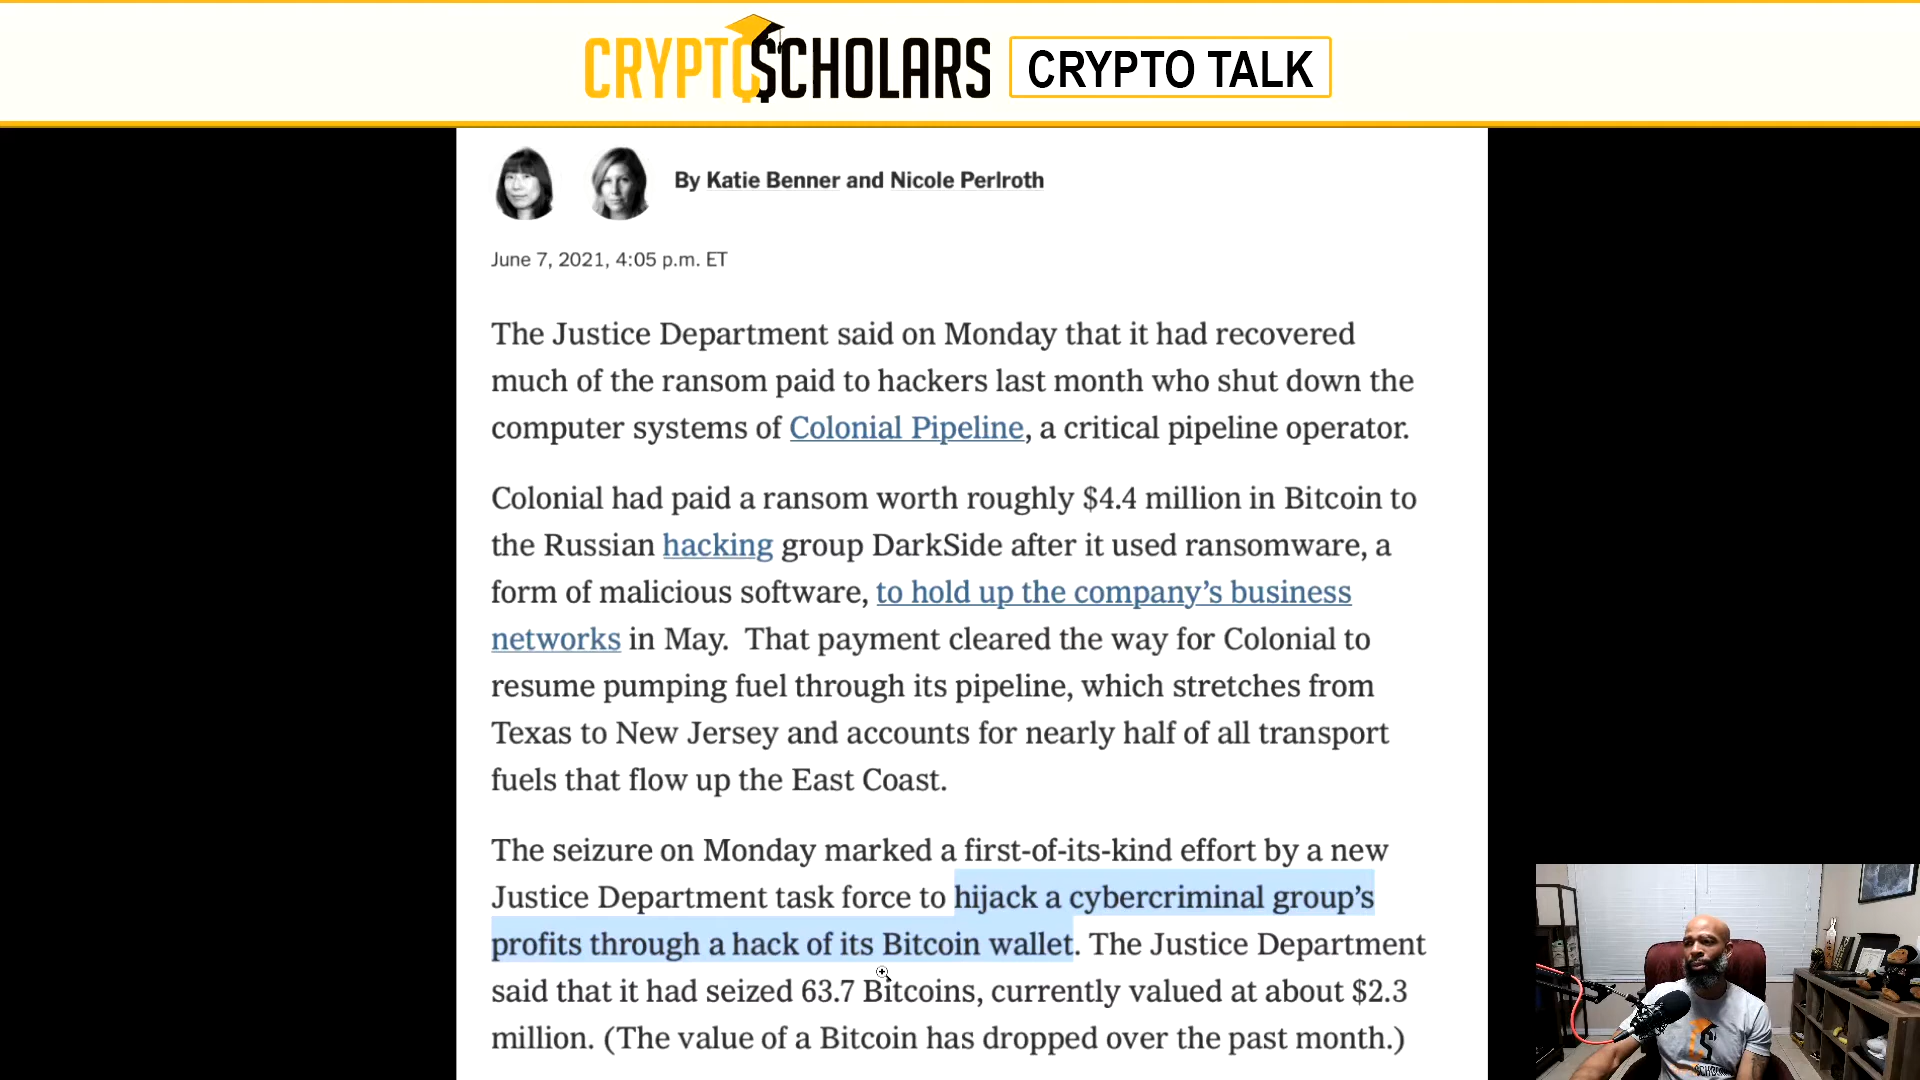 CRYPTO SCHOLARS CRYPTO TALK
By Katie Benner and Nicole Perlroth
June 7, 2021, 4:05 p.m. ET
The Justice Department said on Monday that it had recovered
much of the ransom paid to hackers last month who shut down the
computer systems of Colonial Pipeline, a critical pipeline operator.
Colonial had paid a ransom worth roughly $4.4 million in Bitcoin to
the Russian hacking group DarkSide after it used ransomware, a
form of malicious software, to hold up the company’s business
networks in May.  That payment cleared the way for Colonial to
resume pumping fuel through its pipeline, which stretches from
Texas to New Jersey and accounts for nearly half of all transport
fuels that flow up the East Coast.
The seizure on Monday marked a first-of-its-kind effort by a new
Justice Department task force to hijack a cybercriminal group’s
profits through a hack of its Bitcoin wallet. The Justice Department
said that it had seized 63.7 Bitcoins, currently valued at about $2.3
million. (The value of a Bitcoin has dropped over the past month.)